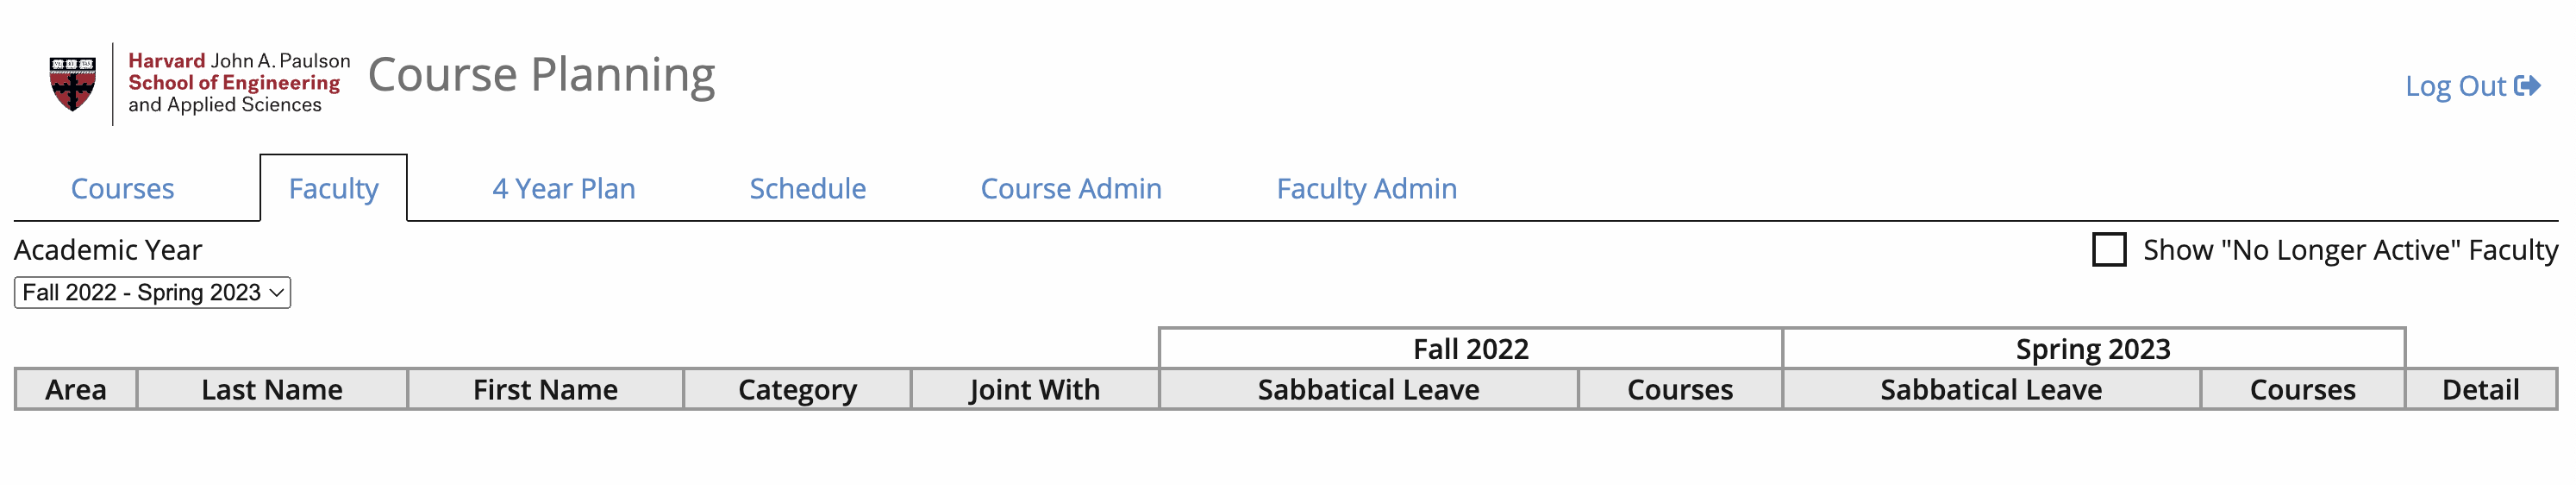 Harvard John A. Paulson
School of Engineering
and Applied Sciences
Course Planning
Log Out
Courses Faculty 4 Year Plan Schedule Course Admin Faculty Admin
Academic Year
Show "No Longer Active" Faculty
Fall 2022 - Spring 2023
Fall 2022 Spring 2023
Area Last Name First Name Category Joint With Sabbatical Leave Courses Sabbatical Leave Courses Detail